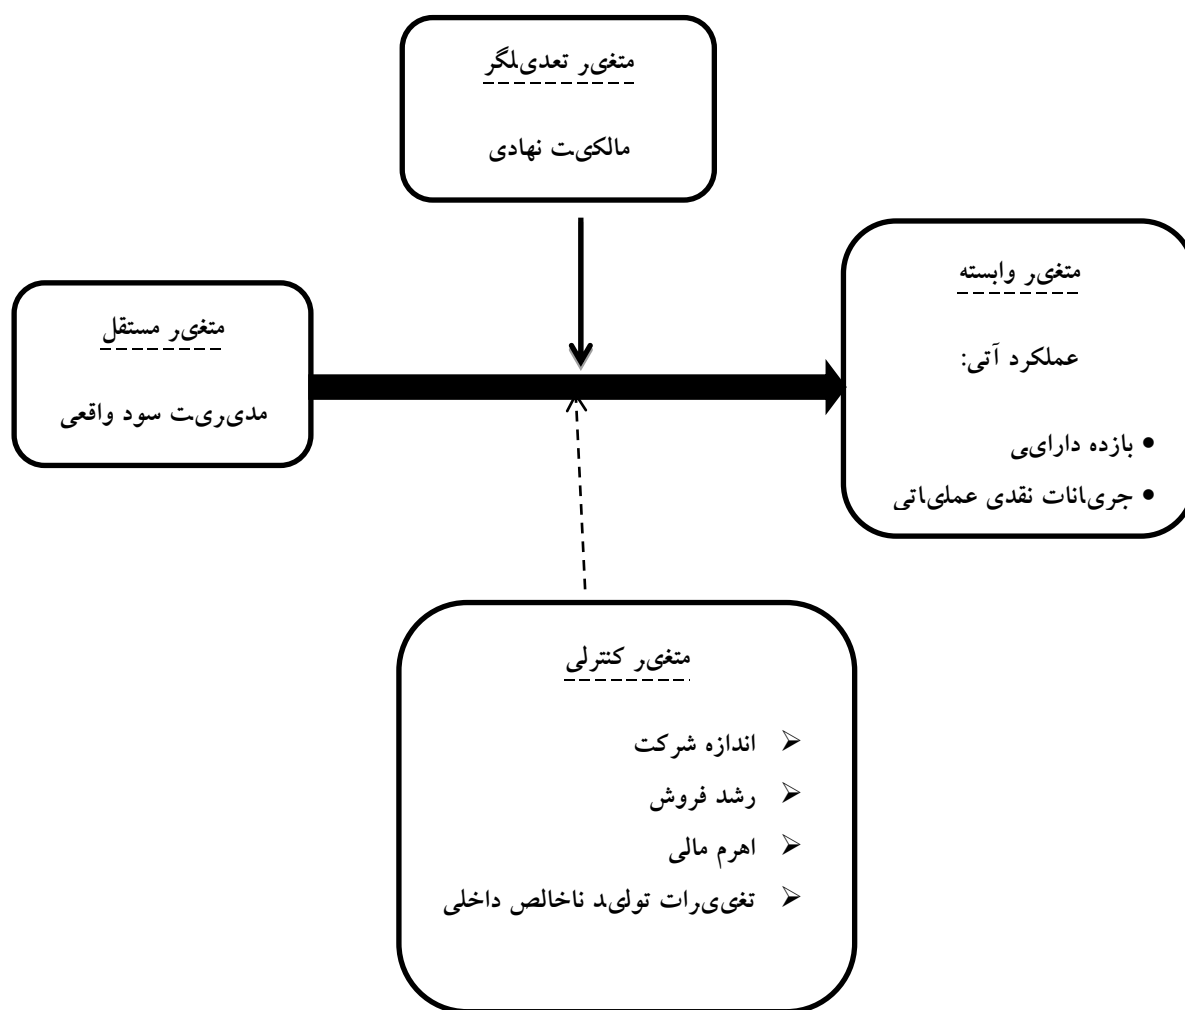 متغیر تعدیلگر
مالکیت نهادی
متغیر وابسته
عملکرد آتی:
• بازده دارایی
• جریانات نقدی عملیاتی
متغیر مستقل
مدیریت سود واقعی
متغیر کنترلی
➢ اندازه شرکت
➢ رشد فروش
➢ اهرم مالی
➢ تغییرات تولید ناخالص داخلی